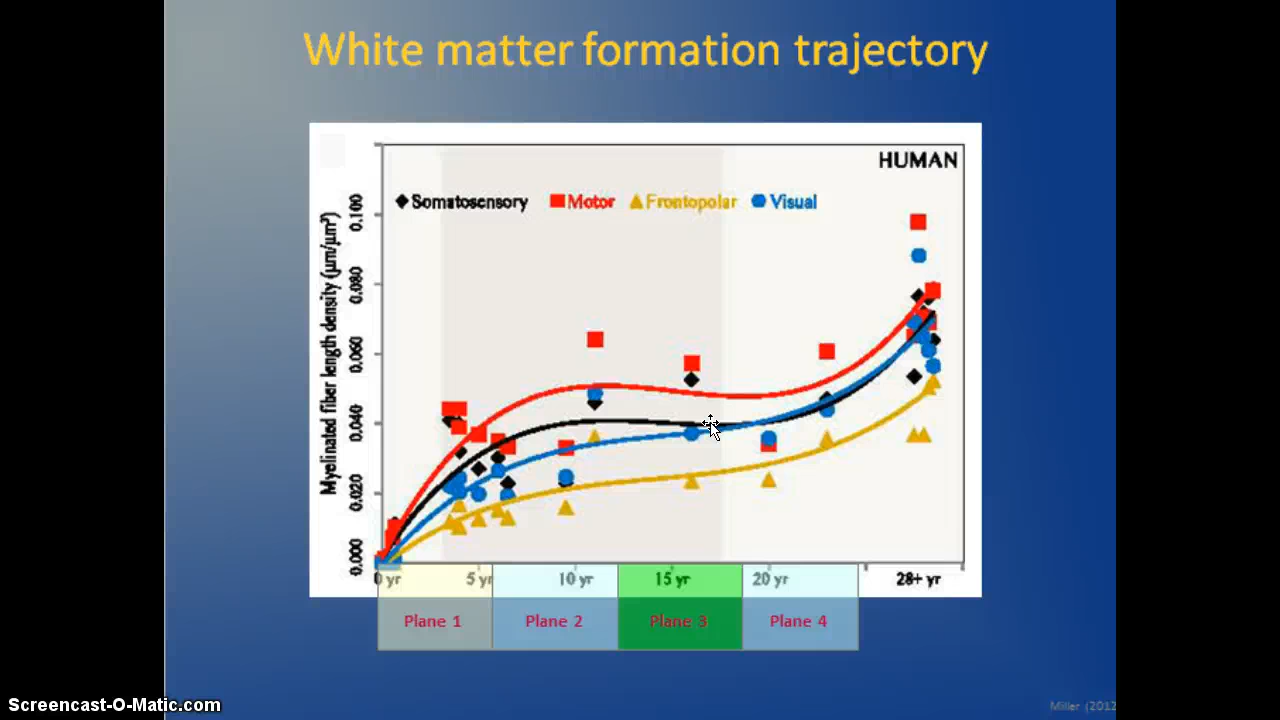 White matter formation trajectory
HUMAN
Somatosensory Motor Frontopolar Visual
Myelinated fiber length density (µm/µm³)
0.100
0.080
0.060
0.040
0.020
0.000
0 yr 5 yr 10 yr 15 yr 20 yr 28+ yr
Plane 1 Plane 2 Plane 3 Plane 4
Screencast-O-Matic.com
Miller (2012